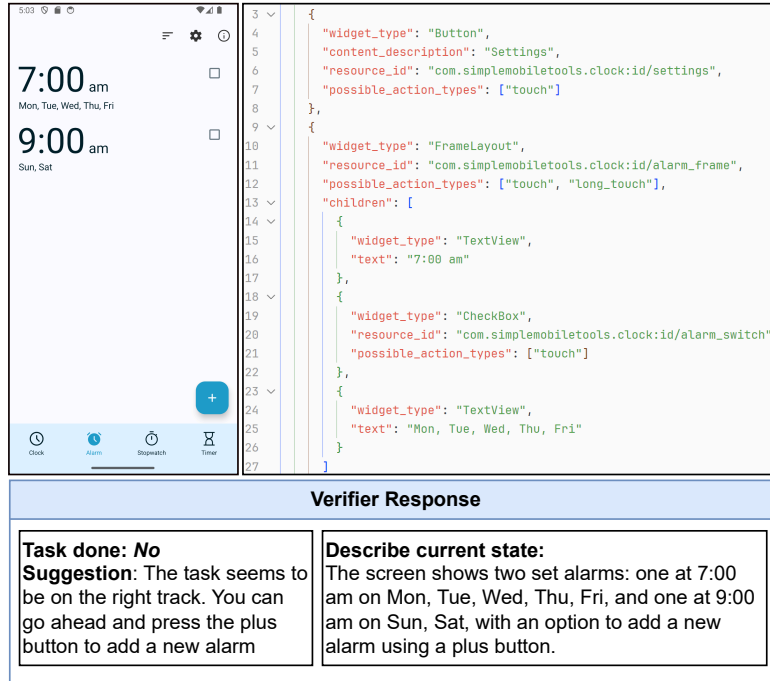 5:03
7:00 am
Mon, Tue, Wed, Thu, Fri
9:00 am
Sun, Sat
+
Clock
Alarm
Stopwatch
Timer
3 {
4 "widget_type": "Button",
5 "content_description": "Settings",
6 "resource_id": "com.simplemobiletools.clock:id/settings",
7 "possible_action_types": ["touch"]
8 },
9 {
10 "widget_type": "FrameLayout",
11 "resource_id": "com.simplemobiletools.clock:id/alarm_frame",
12 "possible_action_types": ["touch", "long_touch"],
13 "children": [
14 {
15 "widget_type": "TextView",
16 "text": "7:00 am"
17 },
18 {
19 "widget_type": "CheckBox",
20 "resource_id": "com.simplemobiletools.clock:id/alarm_switch"
21 "possible_action_types": ["touch"]
22 },
23 {
24 "widget_type": "TextView",
25 "text": "Mon, Tue, Wed, Thu, Fri"
26 }
27 ]
Verifier Response
Task done: No
Suggestion: The task seems to
be on the right track. You can
go ahead and press the plus
button to add a new alarm
Describe current state:
The screen shows two set alarms: one at 7:00
am on Mon, Tue, Wed, Thu, Fri, and one at 9:00
am on Sun, Sat, with an option to add a new
alarm using a plus button.